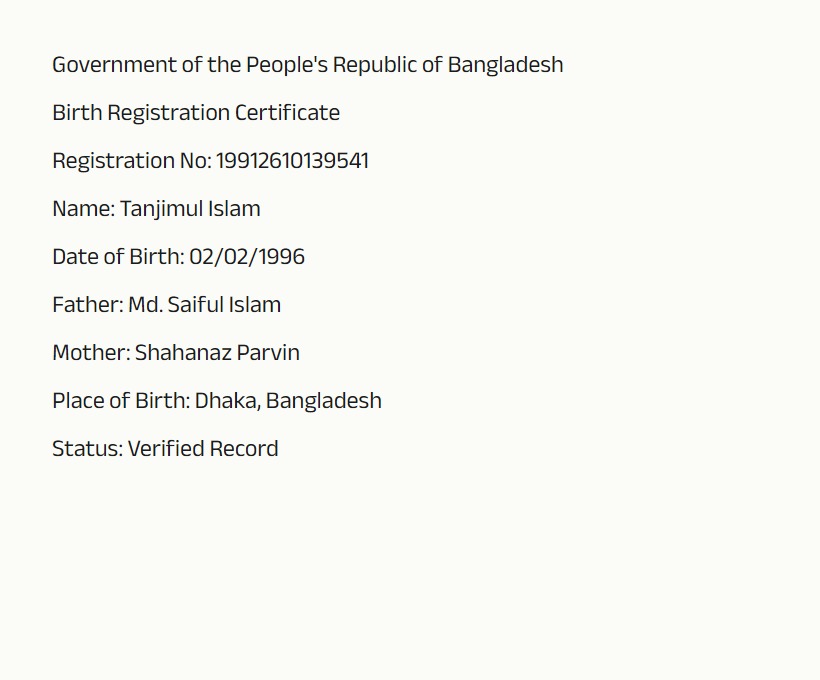 Government of the People's Republic of Bangladesh
Birth Registration Certificate
Registration No: 19912610139541
Name: Tanjimul Islam
Date of Birth: 02/02/1996
Father: Md. Saiful Islam
Mother: Shahanaz Parvin
Place of Birth: Dhaka, Bangladesh
Status: Verified Record